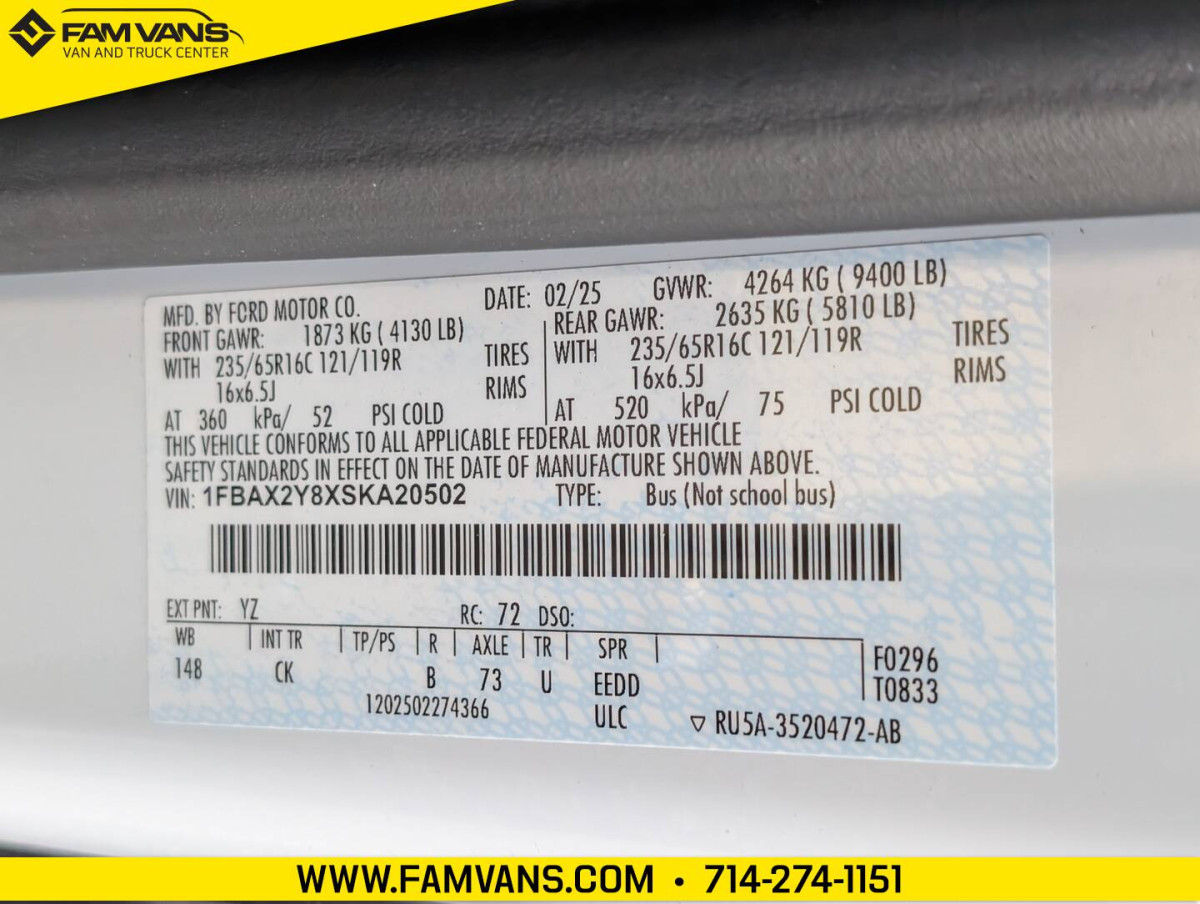 FAM VANS
VAN AND TRUCK CENTER
MFD. BY FORD MOTOR CO. DATE: 02/25 GVWR: 4264 KG ( 9400 LB)
FRONT GAWR: 1873 KG ( 4130 LB) REAR GAWR: 2635 KG ( 5810 LB)
WITH 235/65R16C 121/119R TIRES WITH 235/65R16C 121/119R TIRES
16x6.5J RIMS 16x6.5J RIMS
AT 360 kPa/ 52 PSI COLD AT 520 kPa/ 75 PSI COLD
THIS VEHICLE CONFORMS TO ALL APPLICABLE FEDERAL MOTOR VEHICLE
SAFETY STANDARDS IN EFFECT ON THE DATE OF MANUFACTURE SHOWN ABOVE.
VIN: 1FBAX2Y8XSKA20502 TYPE: Bus (Not school bus)
EXT PNT: YZ RC: 72 DSO:
WB INT TR TP/PS R AXLE TR SPR F0296
148 CK B 73 U EEDD T0833
1202502274366 ULC ▽ RU5A-3520472-AB
WWW.FAMVANS.COM • 714-274-1151